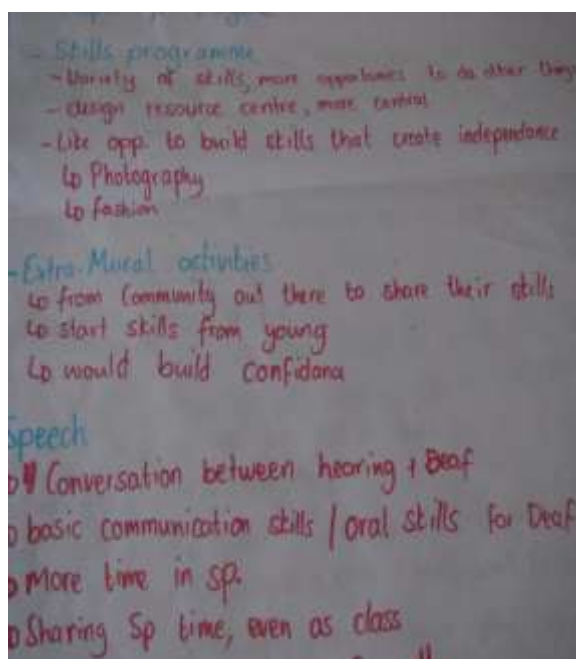 - Skills programme
- Variety of skills, more opportunies to do other things
- design resource centre, more central
- Like opp. to build skills that create independance
↳ Photography
↳ fashion
- Extra-Mural activities
↳ from Community out there to share their skills
↳ start skills from young
↳ would build confidance
Speech
↳ Conversation between hearing + Deaf
↳ basic communication skills / oral skills for Deaf
↳ More time in sp.
↳ Sharing Sp time, even as class